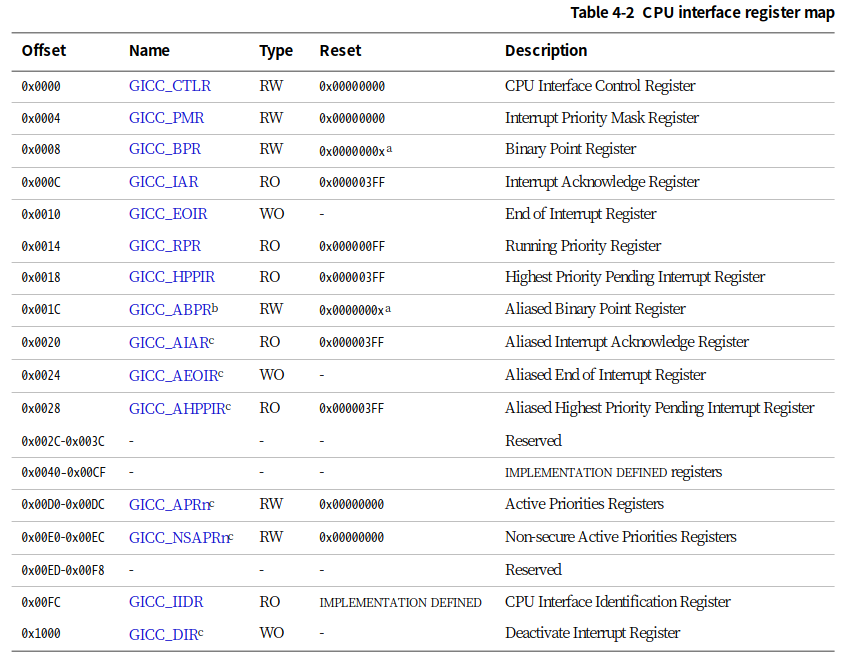 Table 4-2 CPU interface register map
Offset Name Type Reset Description
0x0000 GICC_CTLR RW 0x00000000 CPU Interface Control Register
0x0004 GICC_PMR RW 0x00000000 Interrupt Priority Mask Register
0x0008 GICC_BPR RW 0x0000000x a Binary Point Register
0x000C GICC_IAR RO 0x000003FF Interrupt Acknowledge Register
0x0010 GICC_EOIR WO - End of Interrupt Register
0x0014 GICC_RPR RO 0x000000FF Running Priority Register
0x0018 GICC_HPPIR RO 0x000003FF Highest Priority Pending Interrupt Register
0x001C GICC_ABPRb RW 0x0000000x a Aliased Binary Point Register
0x0020 GICC_AIARc RO 0x000003FF Aliased Interrupt Acknowledge Register
0x0024 GICC_AEOIRc WO - Aliased End of Interrupt Register
0x0028 GICC_AHPPIRc RO 0x000003FF Aliased Highest Priority Pending Interrupt Register
0x002C-0x003C - - - Reserved
0x0040-0x00CF - - - IMPLEMENTATION DEFINED registers
0x00D0-0x00DC GICC_APRnc RW 0x00000000 Active Priorities Registers
0x00E0-0x00EC GICC_NSAPRnc RW 0x00000000 Non-secure Active Priorities Registers
0x00ED-0x00F8 - - - Reserved
0x00FC GICC_IIDR RO IMPLEMENTATION DEFINED CPU Interface Identification Register
0x1000 GICC_DIRc WO - Deactivate Interrupt Register